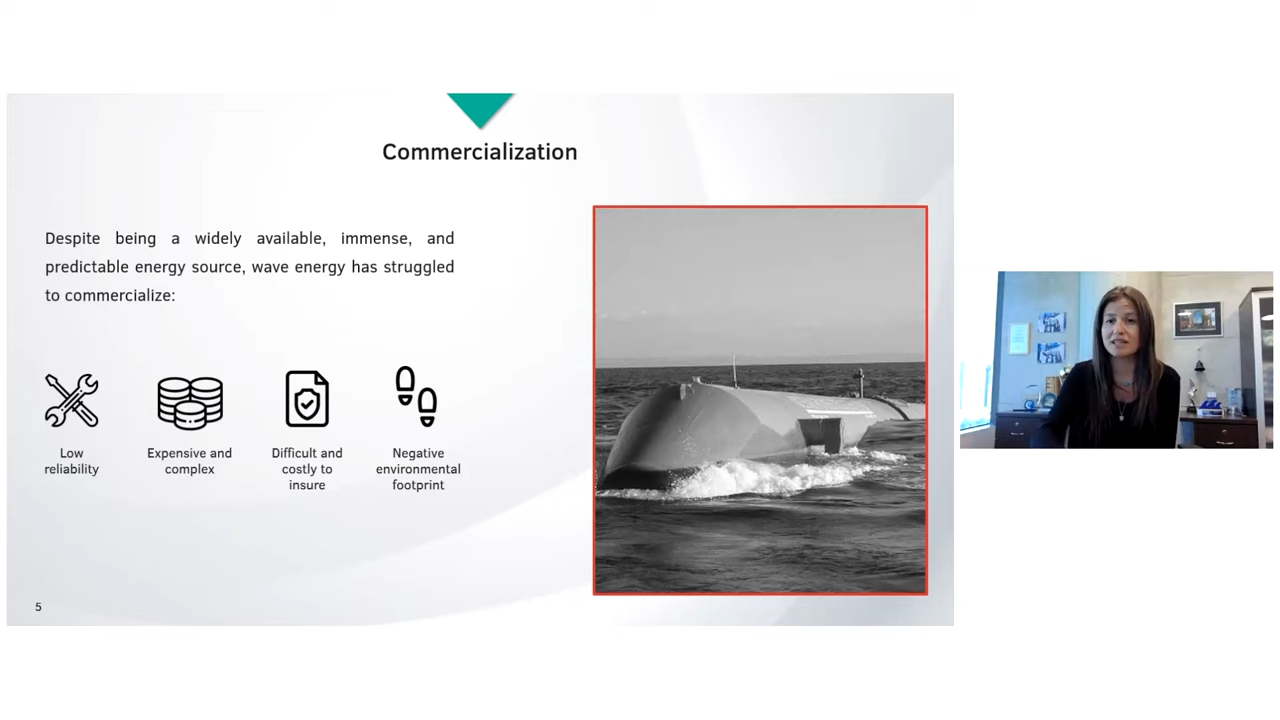 Commercialization
Despite being a widely available, immense, and
predictable energy source, wave energy has struggled
to commercialize:
Low
reliability
Expensive and
complex
Difficult and
costly to
insure
Negative
environmental
footprint
5